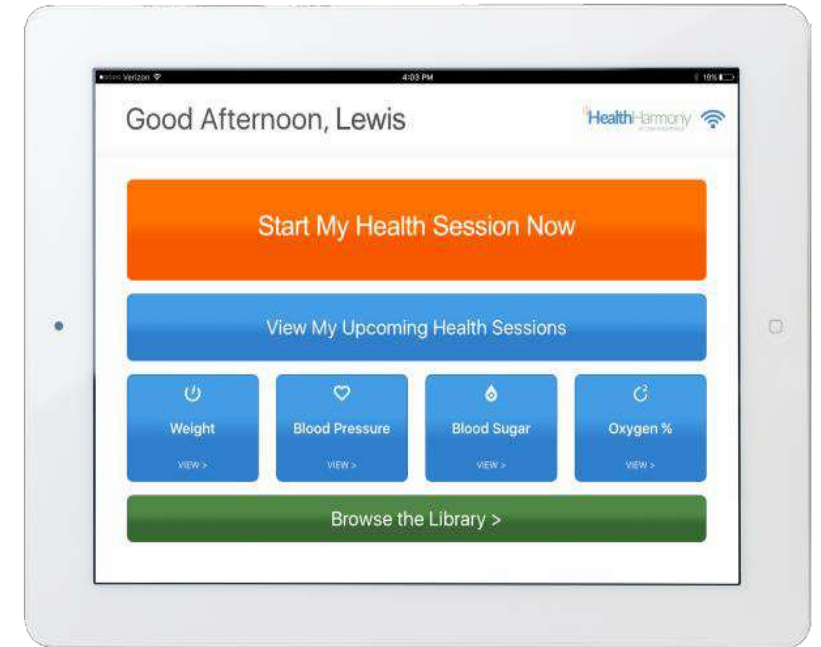 Verizon
4:03 PM
19%
Good Afternoon, Lewis
HealthHarmony
Start My Health Session Now
View My Upcoming Health Sessions
Weight
Blood Pressure
Blood Sugar
Oxygen %
VIEW >
VIEW >
VIEW >
VIEW >
Browse the Library >